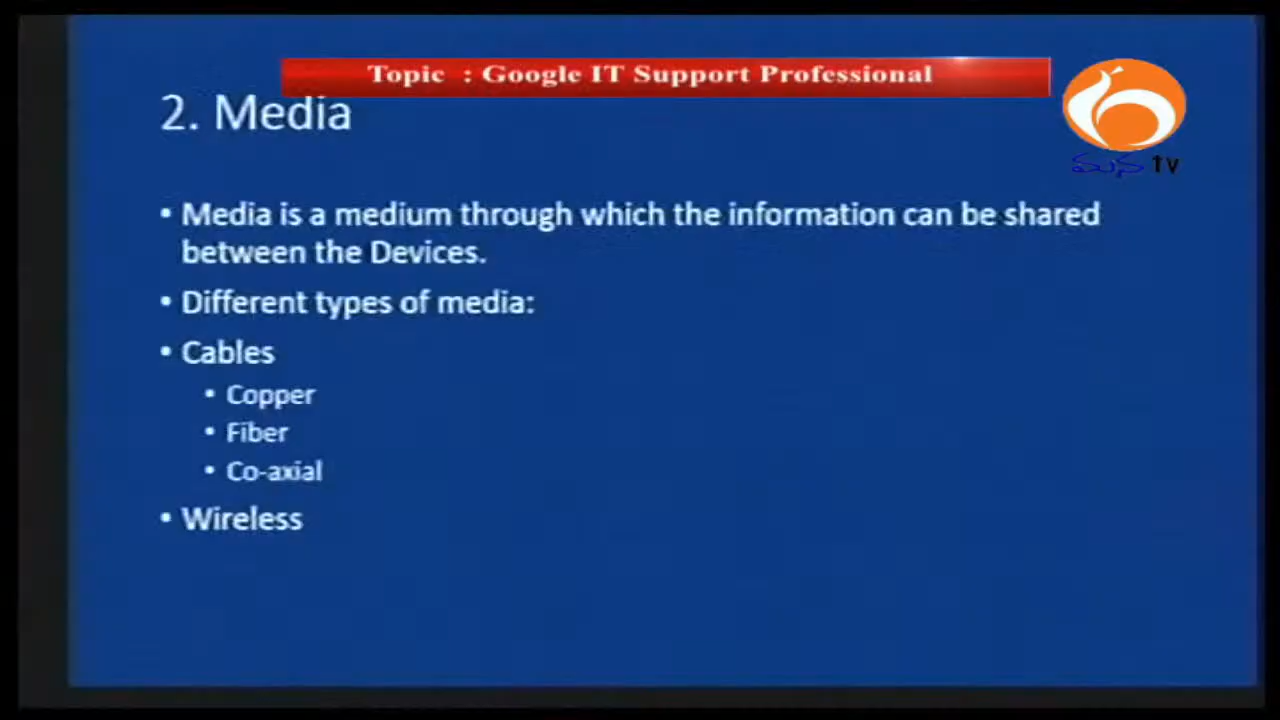 Topic : Google IT Support Professional
2. Media
మన tv
• Media is a medium through which the information can be shared
between the Devices.
• Different types of media:
• Cables
• Copper
• Fiber
• Co-axial
• Wireless